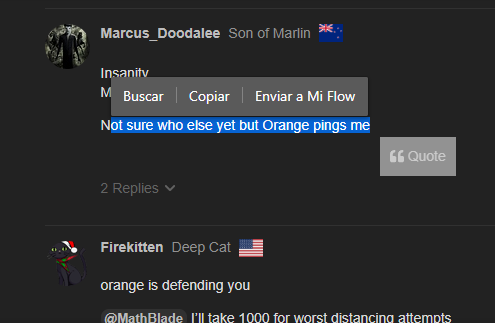 Marcus_Doodalee Son of Marlin
Insanity
M
Buscar Copiar Enviar a Mi Flow
Not sure who else yet but Orange pings me
Quote
2 Replies
Firekitten Deep Cat
orange is defending you
@MathBlade I'll take 1000 for worst distancing attempts